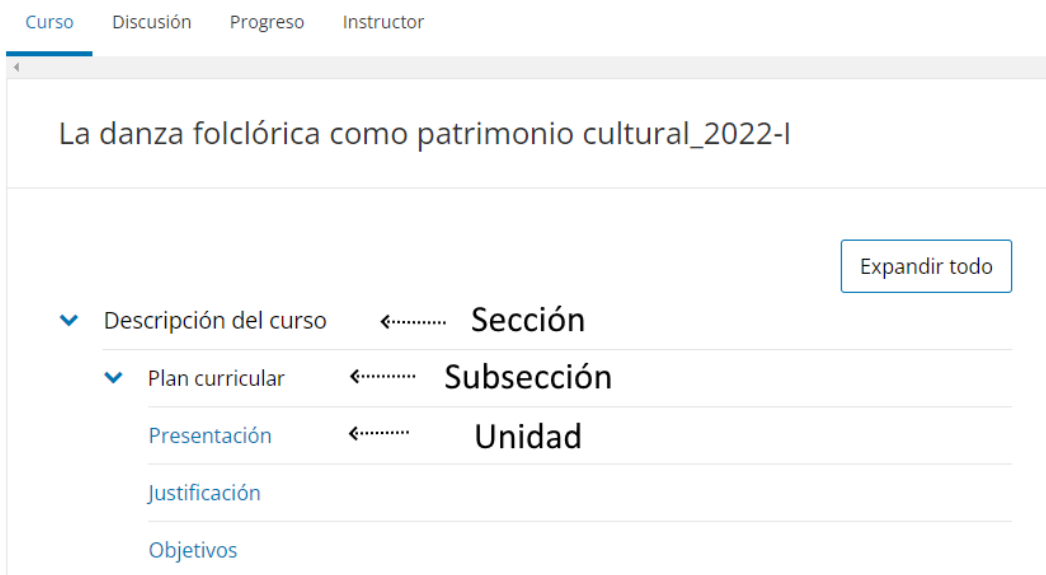 Curso Discusión Progreso Instructor
La danza folclórica como patrimonio cultural_2022-I
Expandir todo
Descripción del curso Sección
Plan curricular Subsección
Presentación Unidad
Justificación
Objetivos